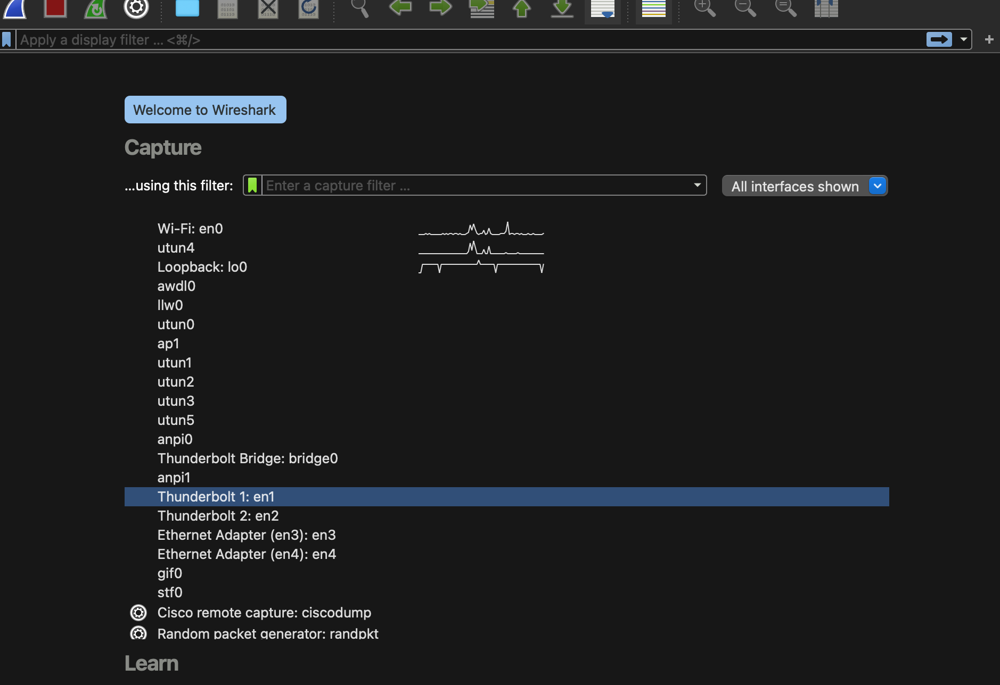 Apply a display filter ... <⌘/>
Welcome to Wireshark
Capture
...using this filter:
Enter a capture filter ...
All interfaces shown
Wi-Fi: en0
utun4
Loopback: lo0
awdl0
llw0
utun0
ap1
utun1
utun2
utun3
utun5
anpi0
Thunderbolt Bridge: bridge0
anpi1
Thunderbolt 1: en1
Thunderbolt 2: en2
Ethernet Adapter (en3): en3
Ethernet Adapter (en4): en4
gif0
stf0
Cisco remote capture: ciscodump
Random packet generator: randpkt
Learn